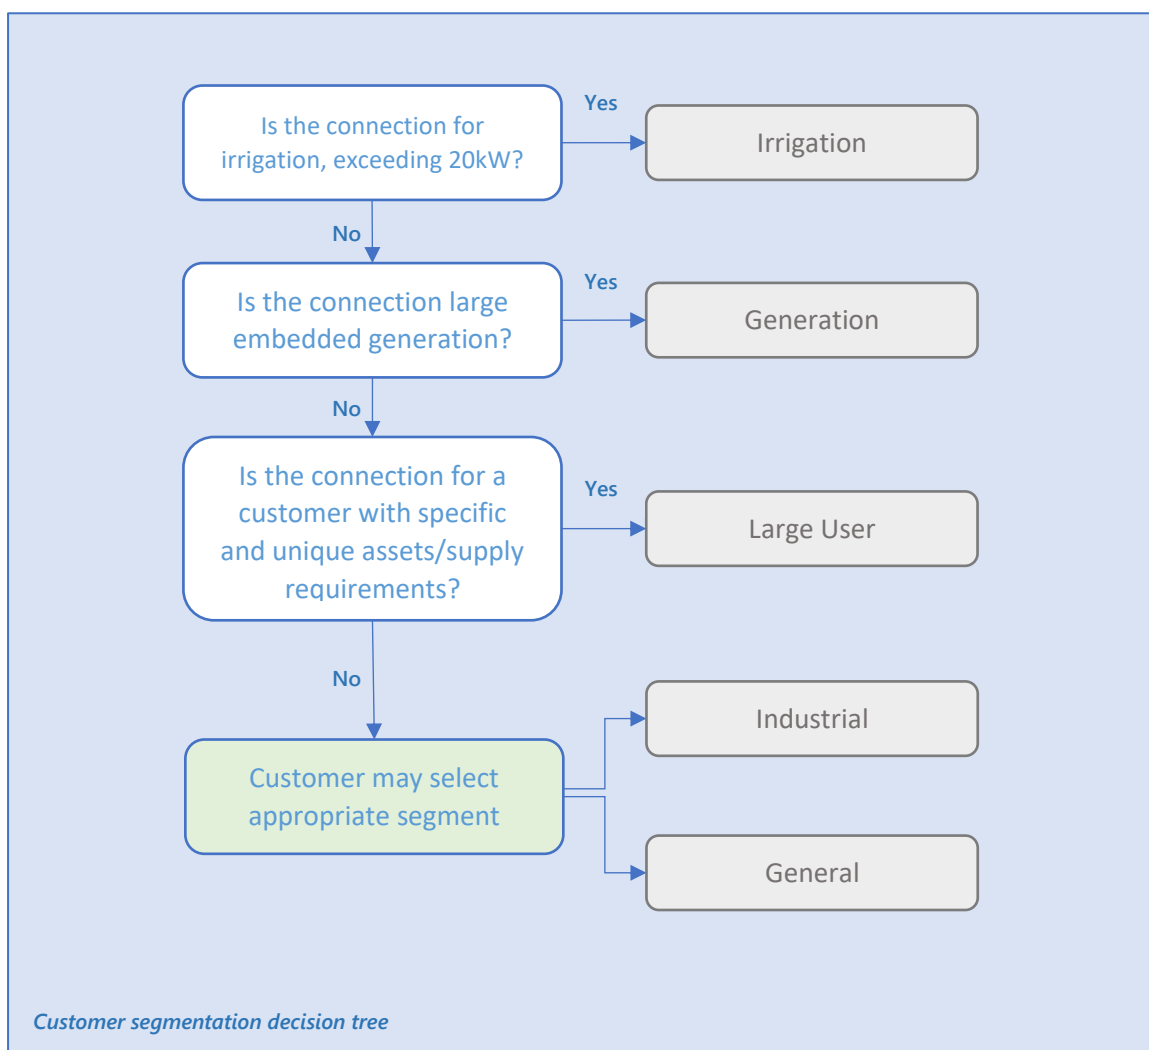 Is the connection for
irrigation, exceeding 20kW?
Yes
Irrigation
No
Is the connection large
embedded generation?
Yes
Generation
No
Is the connection for a
customer with specific
and unique assets/supply
requirements?
Yes
Large User
No
Customer may select
appropriate segment
Industrial
General
Customer segmentation decision tree